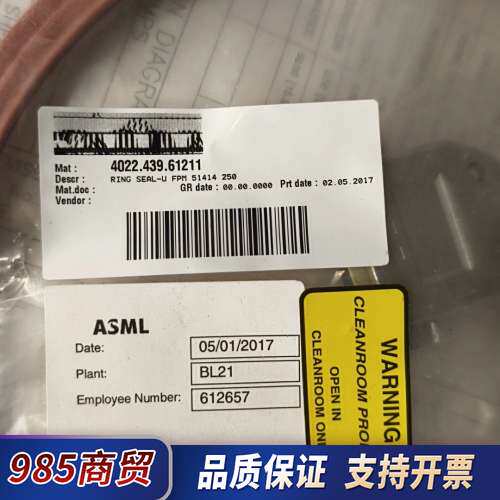 Mat : 4022.439.61211
Descr : RING SEAL-U FPM 51414 250
Mat.doc : GR date : 00.00.0000 Prt date : 02.05.2017
Vendor :
ASML
Date: 05/01/2017
Plant: BL21
Employee Number: 612657
WARNING
CLEANROOM PRO
OPEN IN
CLEANROOM ONL
985商贸
品质保证 支持开票